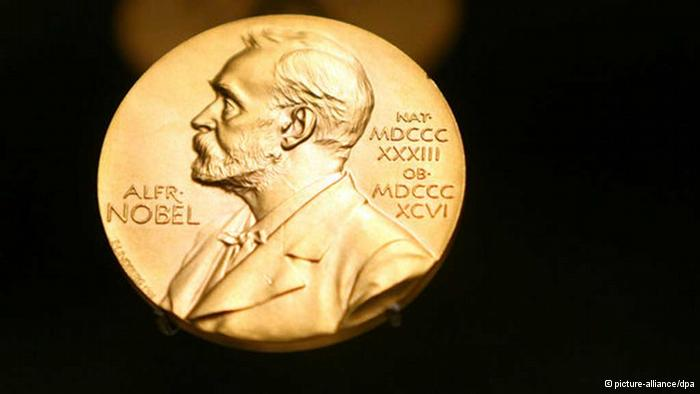 ALFR·
NOBEL
NAT·
MDCCC
XXXIII
OB·
MDCCC
XCVI
@picture-alliance/dpa